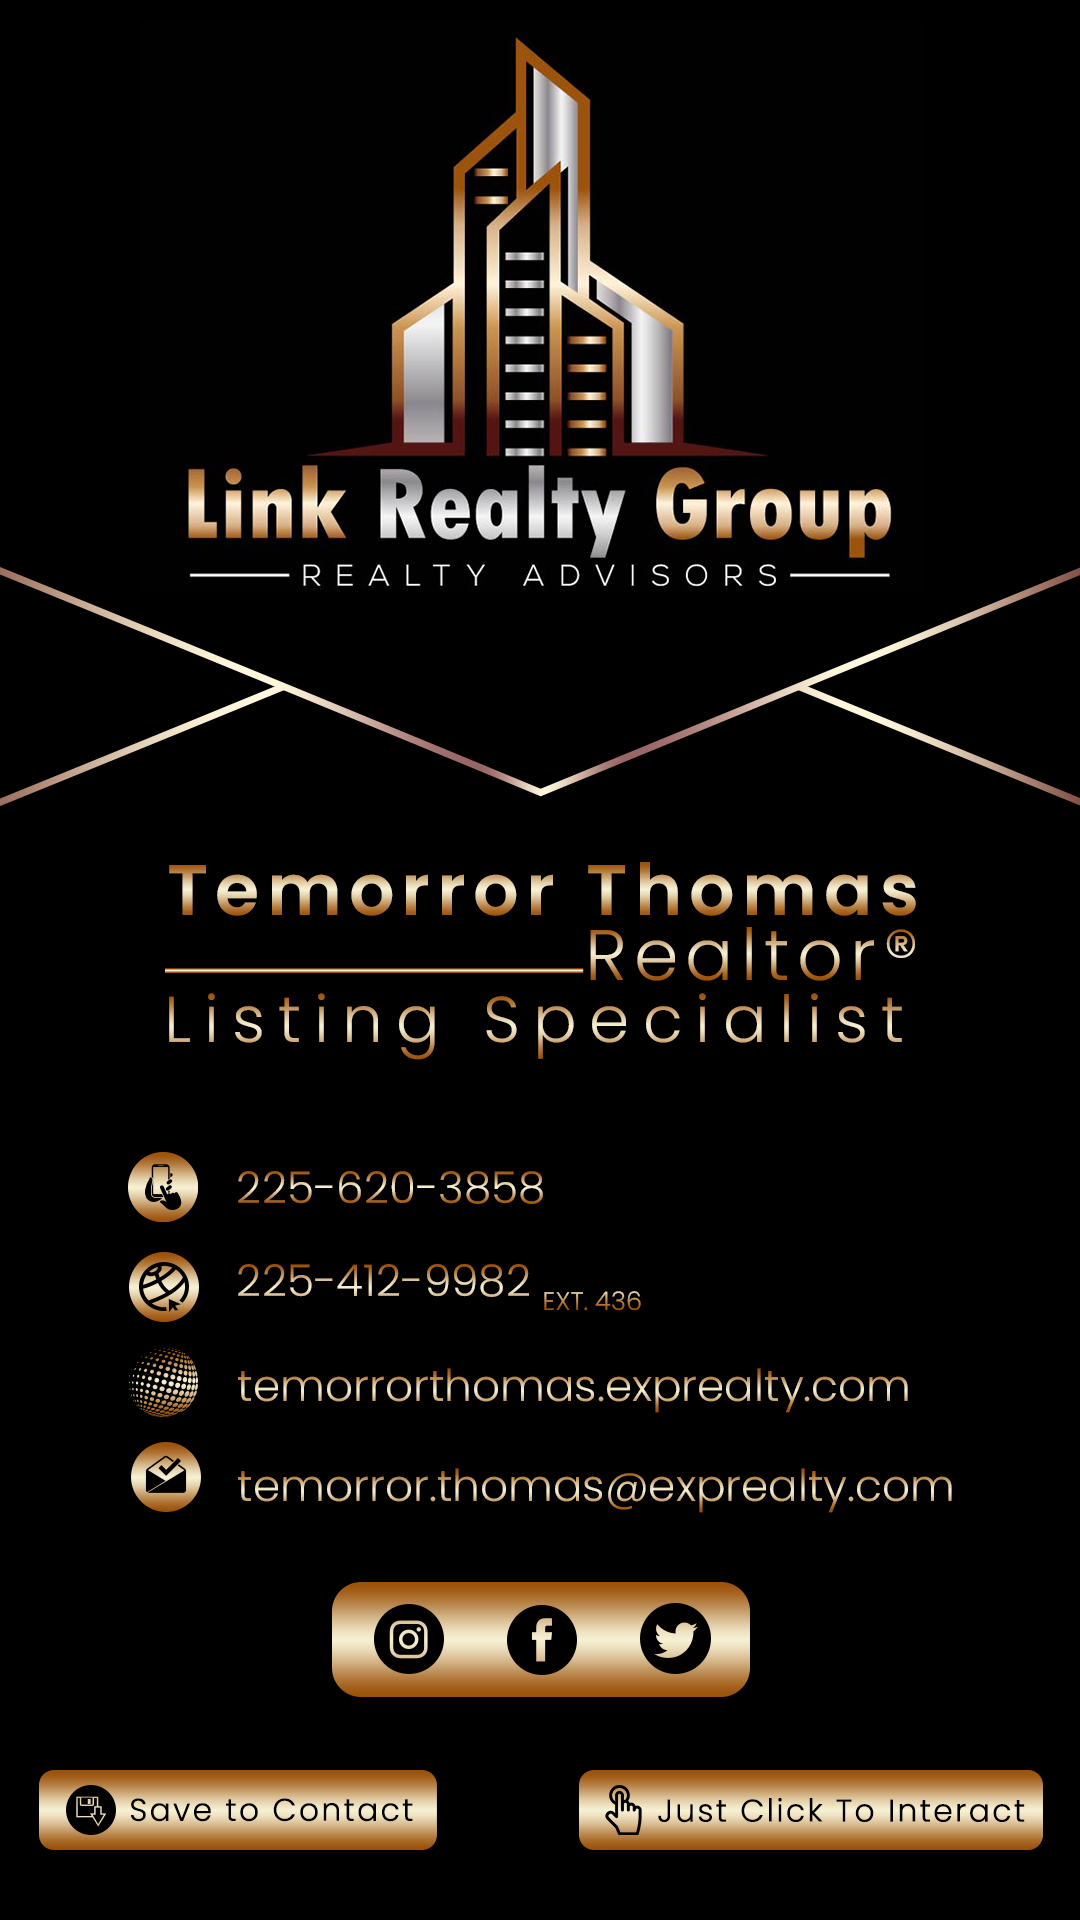 Link Realty Group
REALTY ADVISORS
Temorror Thomas
Realtor®
Listing Specialist
225-620-3858
225-412-9982 EXT. 436
temorrorthomas.exprealty.com
temorror.thomas@exprealty.com
Save to Contact
Just Click To Interact